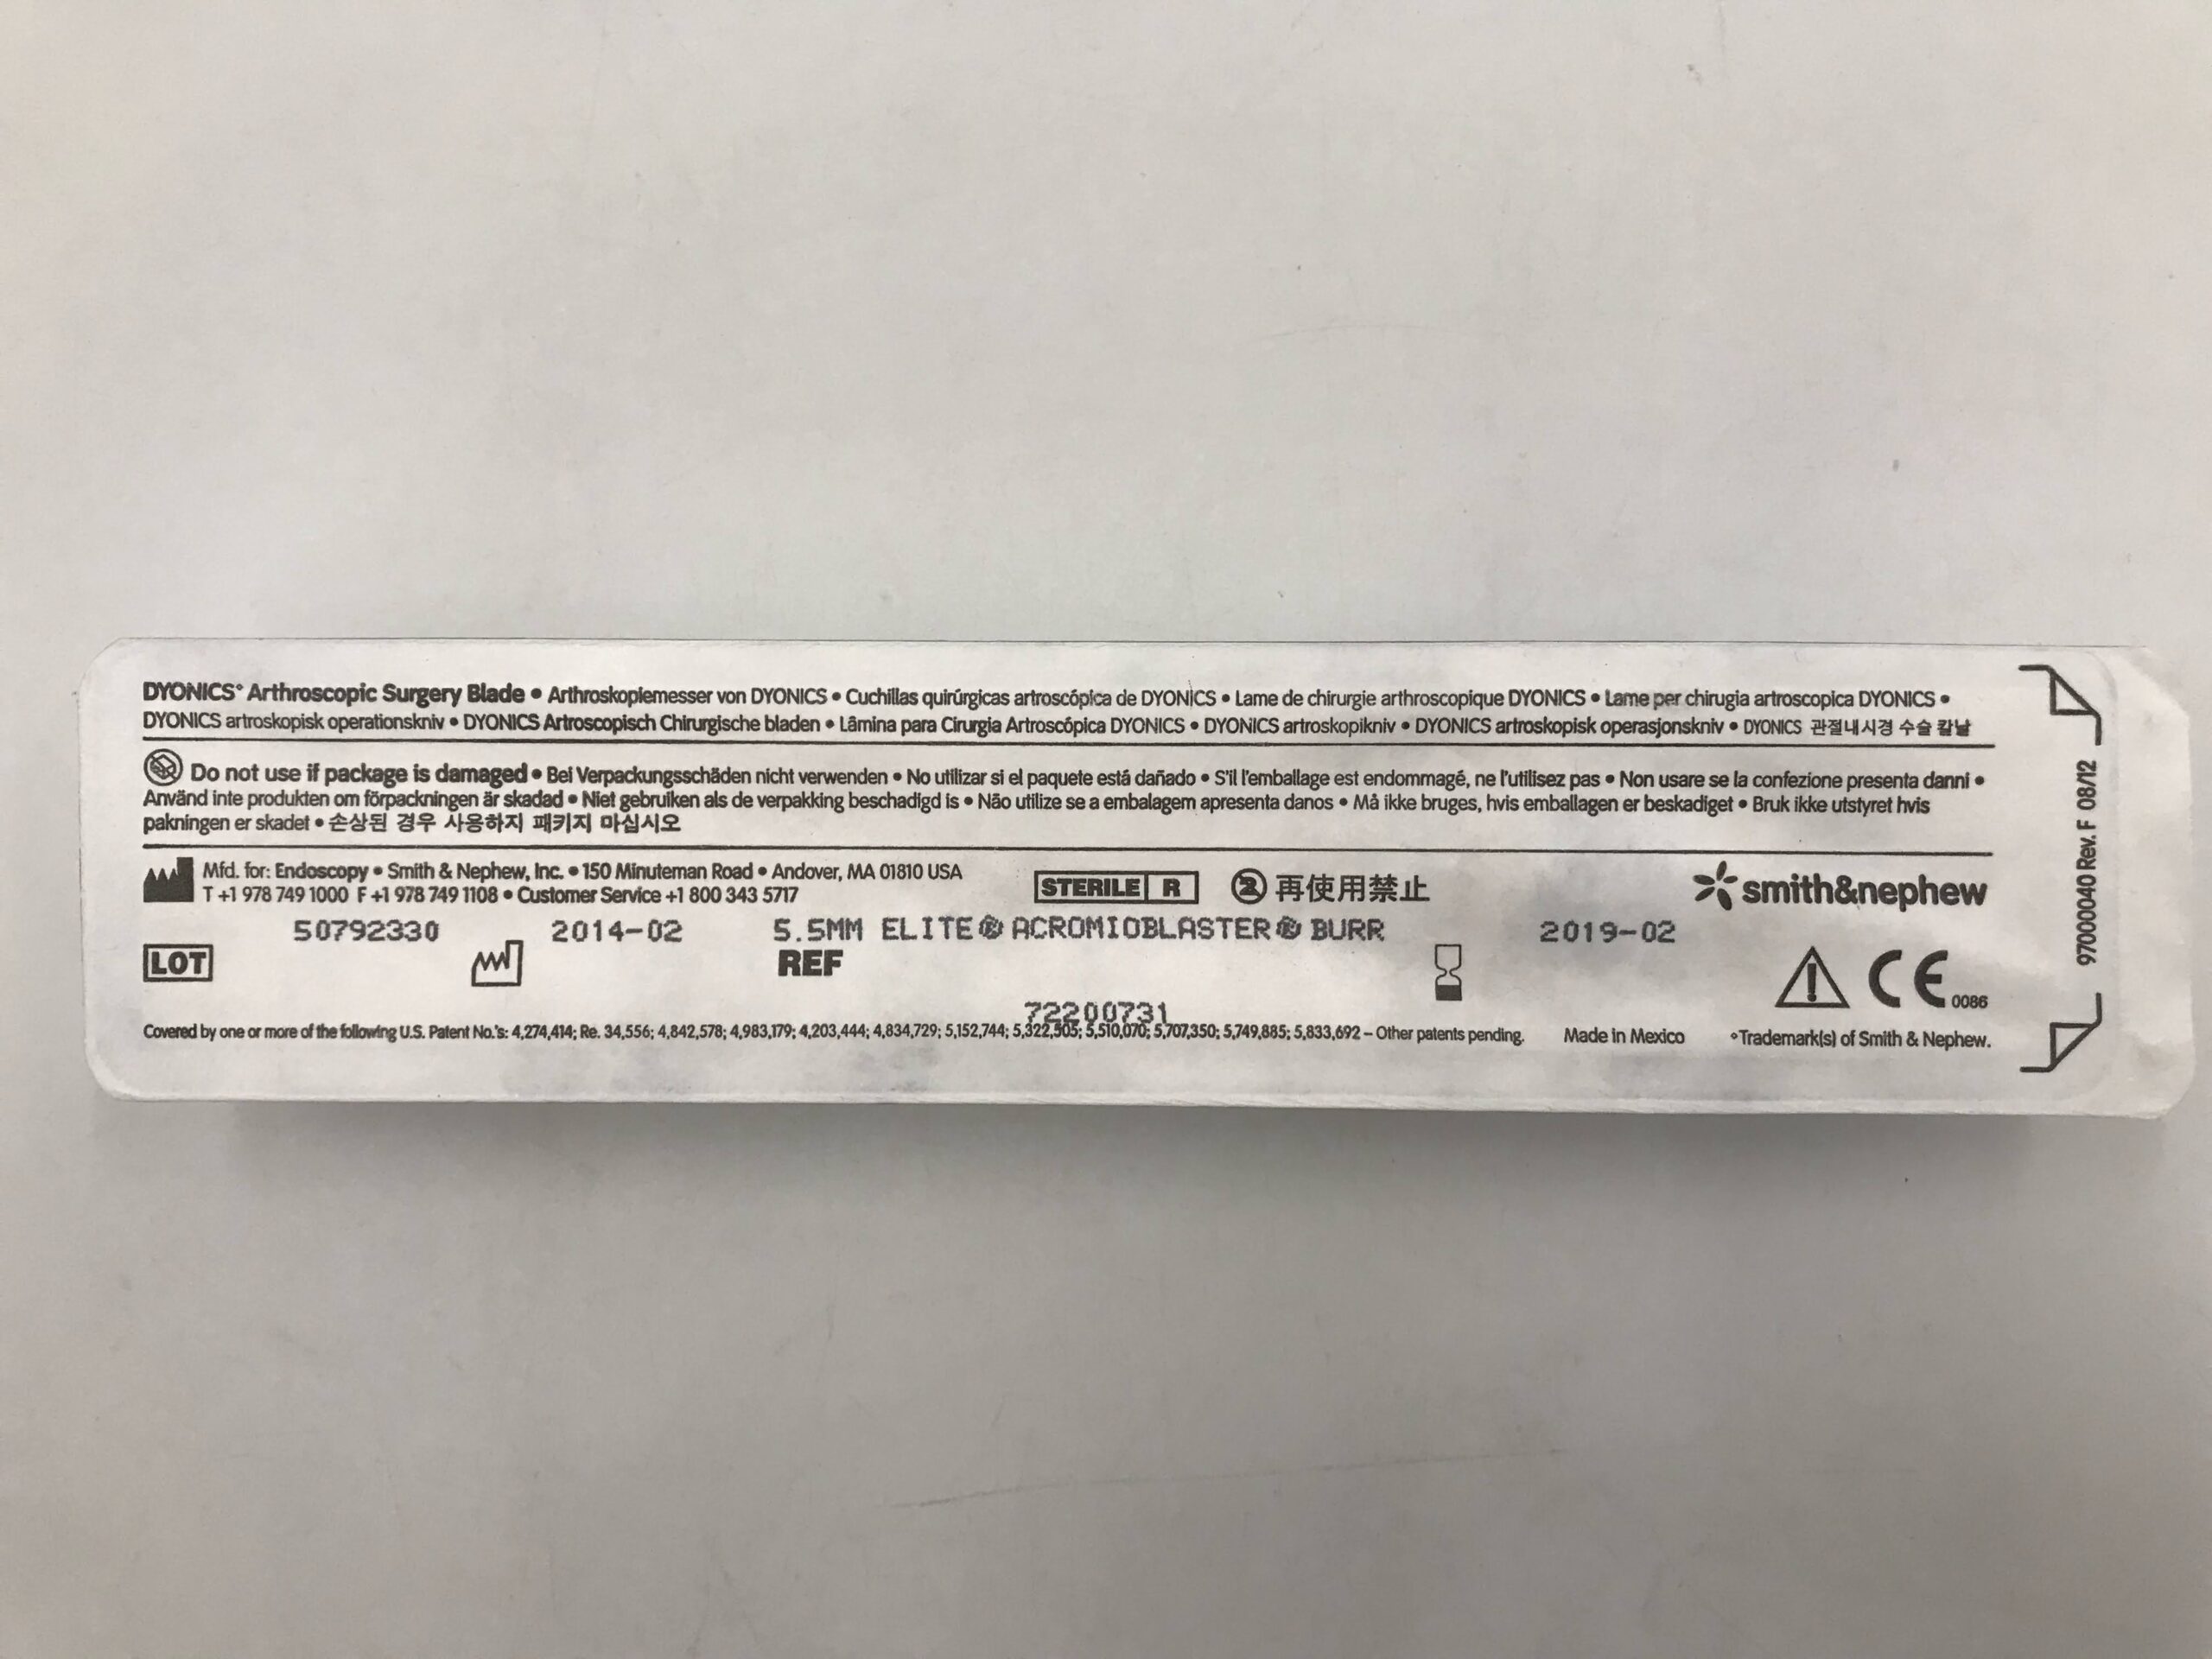 DYONICS° Arthroscopic Surgery Blade • Arthroskopiemesser von DYONICS • Cuchillas quirúrgicas artroscópica de DYONICS • Lame de chirurgie arthroscopique DYONICS • Lame per chirugia artroscopica DYONICS •
DYONICS artroskopisk operationskniv • DYONICS Artroscopisch Chirurgische bladen • Lâmina para Cirurgia Artroscópica DYONICS • DYONICS artroskopikniv • DYONICS artroskopisk operasjonskniv • DYONICS 관절내시경 수술 칼날
Do not use if package is damaged • Bei Verpackungsschäden nicht verwenden • No utilizar si el paquete está dañado • S'il l'emballage est endommagé, ne l'utilisez pas • Non usare se la confezione presenta danni •
Använd inte produkten om förpackningen är skadad • Niet gebruiken als de verpakking beschadigd is • Não utilize se a embalagem apresenta danos • Må ikke bruges, hvis emballagen er beskadiget • Bruk ikke utstyret hvis
pakningen er skadet • 손상된 경우 사용하지 패키지 마십시오
Mfd. for: Endoscopy • Smith & Nephew, Inc. • 150 Minuteman Road • Andover, MA 01810 USA
T +1 978 749 1000 F +1 978 749 1108 • Customer Service +1 800 343 5717
STERILE R
2 再使用禁止
smith&nephew
50792330 2014-02 5.5MM ELITE® ACROMIOBLASTER® BURR 2019-02
LOT REF
CE 0086
72200731
Covered by one or more of the following U.S. Patent No.'s: 4,274,414; Re. 34,556; 4,842,578; 4,983,179; 4,203,444; 4,834,729; 5,152,744; 5,322,505; 5,510,070; 5,707,350; 5,749,885; 5,833,692 – Other patents pending. Made in Mexico °Trademark(s) of Smith & Nephew.
97000040 Rev. F 08/12